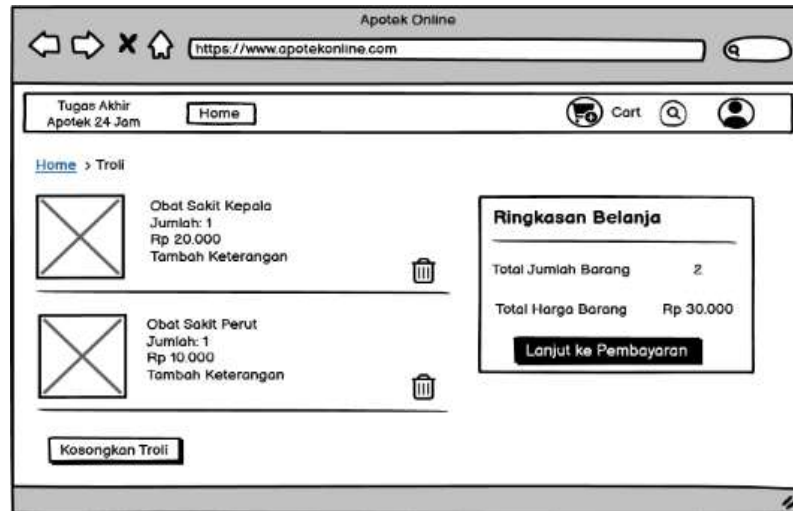 Apotek Online
https://www.apotekonline.com
Tugas Akhir
Apotek 24 Jam
Home
Cart
Home > Troli
Obat Sakit Kepala
Jumlah: 1
Rp 20.000
Tambah Keterangan
Obat Sakit Perut
Jumlah: 1
Rp 10.000
Tambah Keterangan
Kosongkan Troli
Ringkasan Belanja
Total Jumlah Barang 2
Total Harga Barang Rp 30.000
Lanjut ke Pembayaran